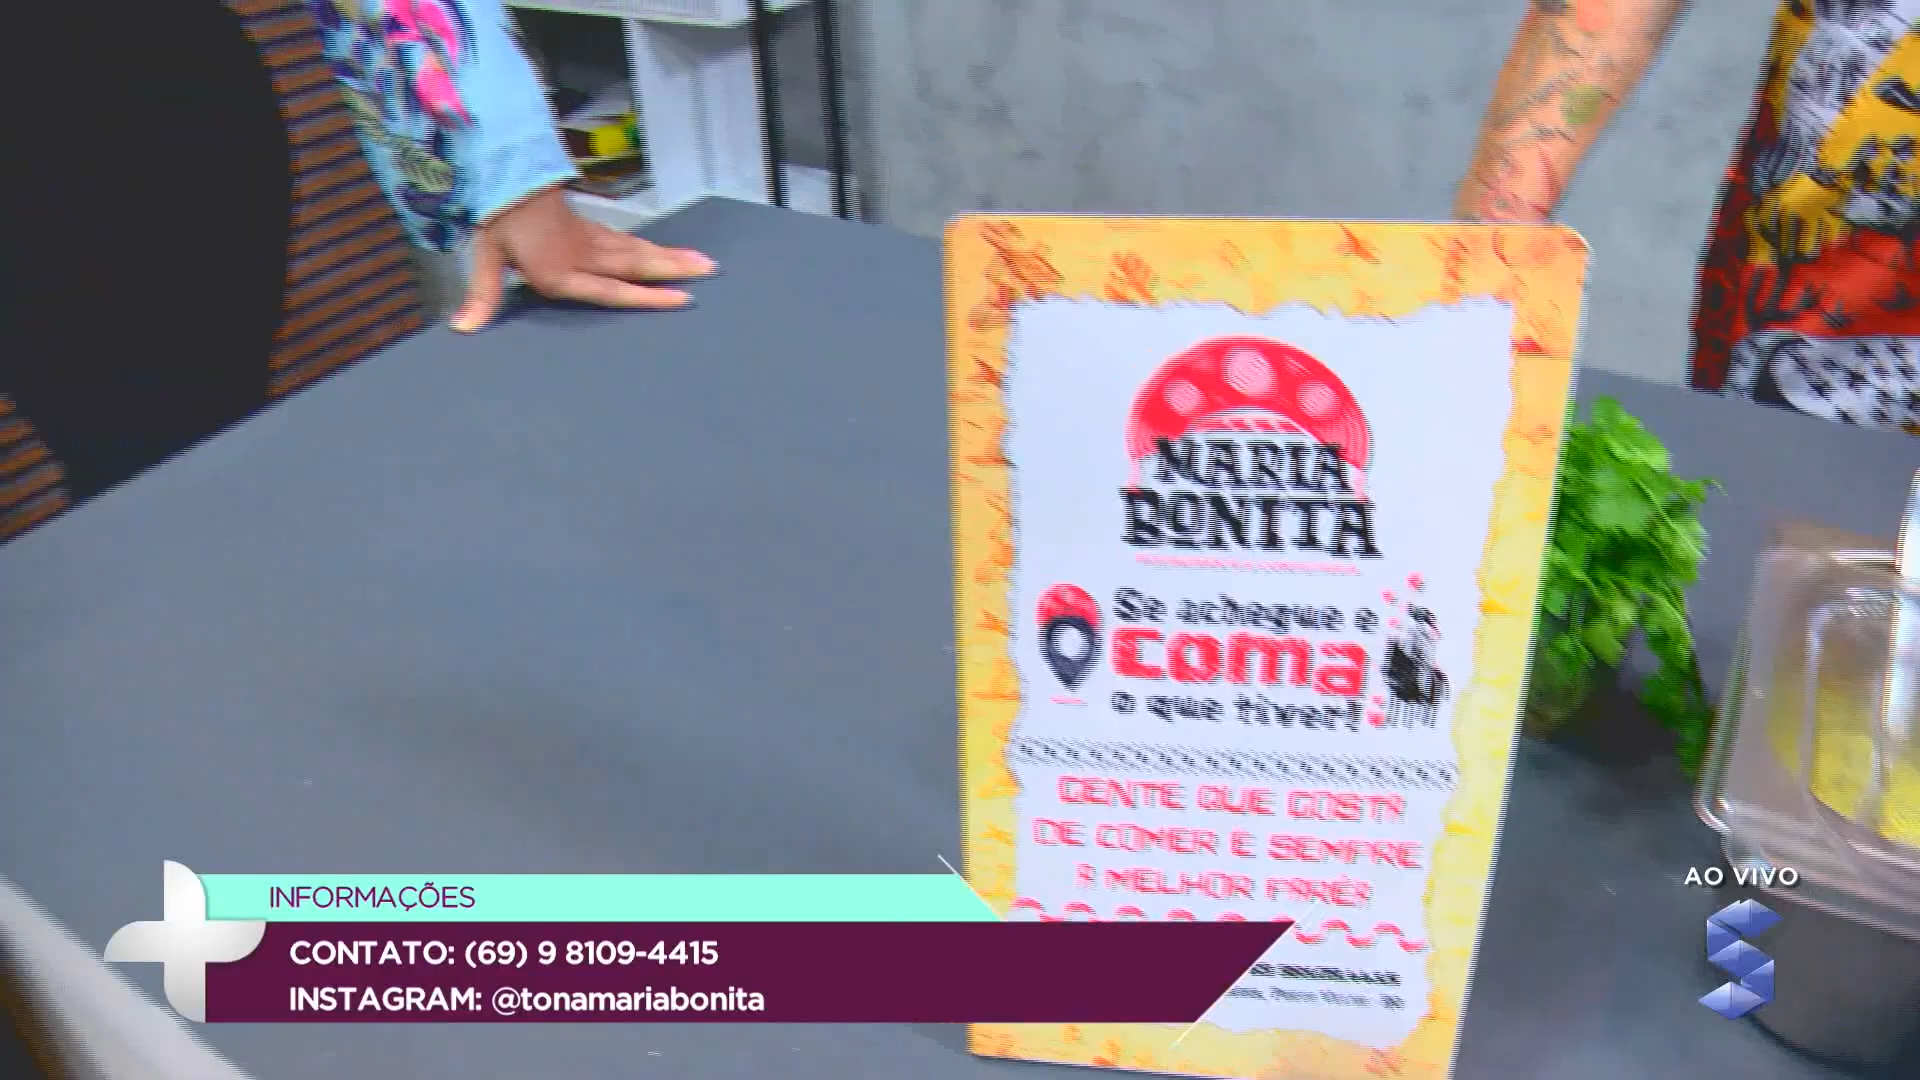 MARIA
BONITA
Se achegue e
coma
o que tiver!
GENTE QUE GOSTA
DE COMER E SEMPRE
A MELHOR FARÉA
INFORMAÇÕES
CONTATO: (69) 9 8109-4415
INSTAGRAM: @tonamariabonita
AO VIVO